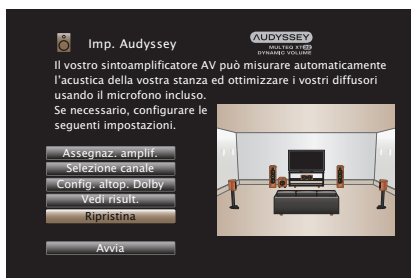 Imp. Audyssey
AUDYSSEY
MULTEQ XT32
DYNAMIC VOLUME
Il vostro sintoamplificatore AV può misurare automaticamente
l'acustica della vostra stanza ed ottimizzare i vostri diffusori
usando il microfono incluso.
Se necessario, configurare le
seguenti impostazioni.
Assegnaz. amplif.
Selezione canale
Config. altop. Dolby
Vedi risult.
Ripristina
Avvia